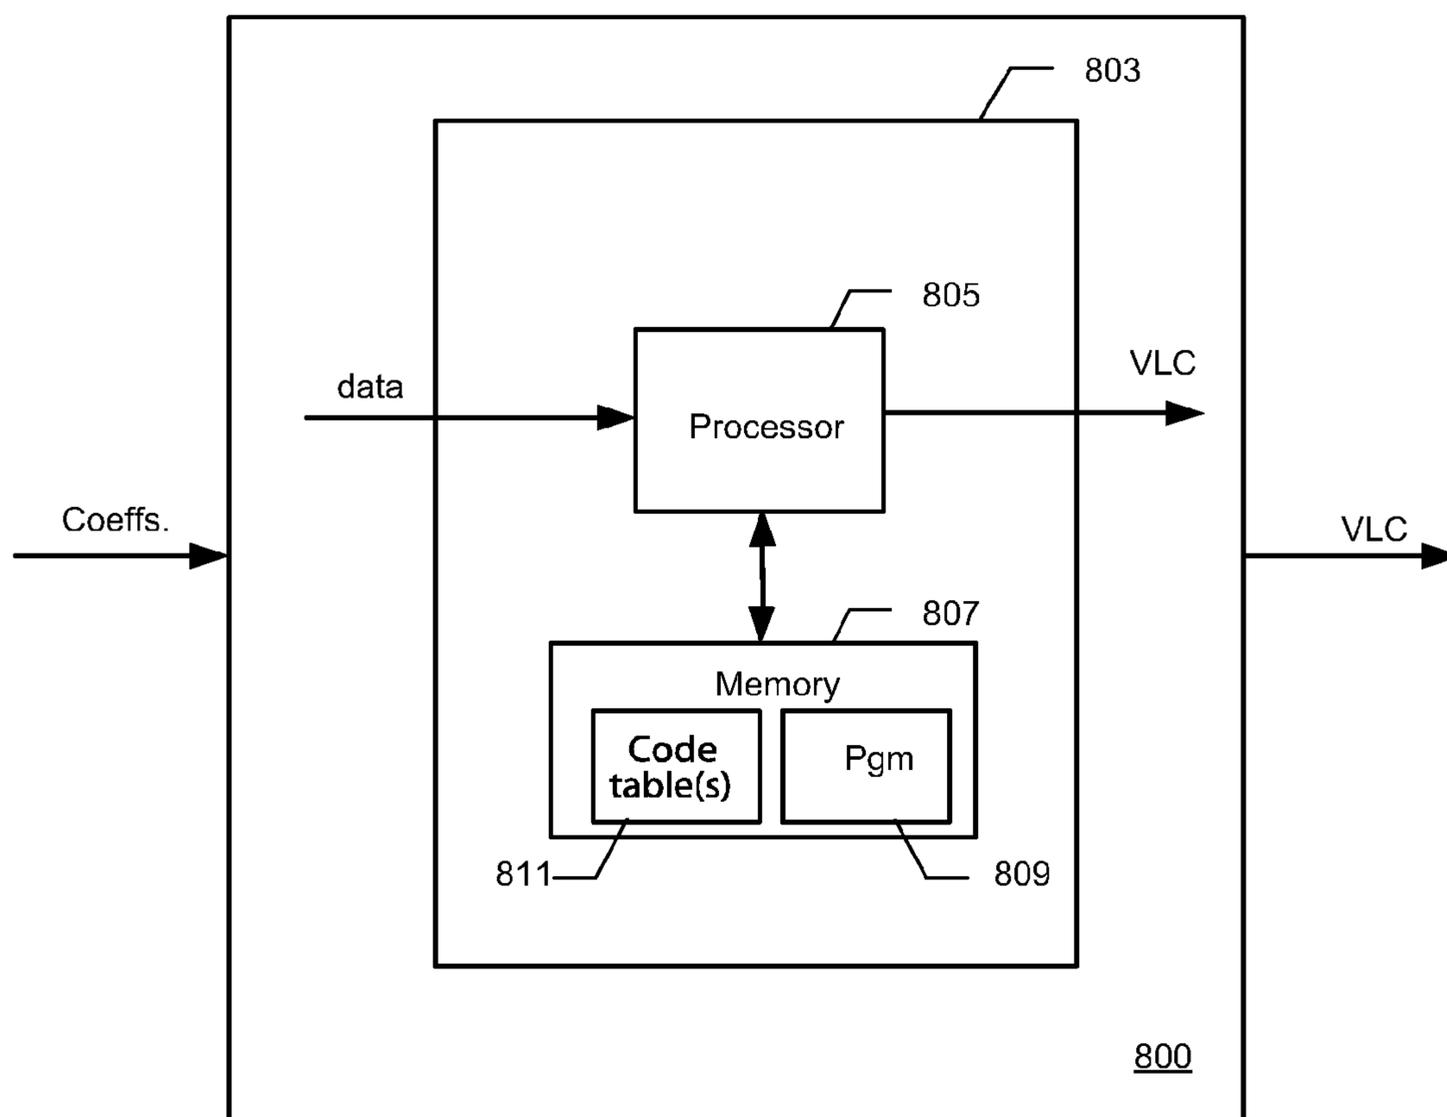 803
805
VLC
data
Processor
Coeffs.
VLC
807
Memory
Code
table(s)
Pgm
811
809
800